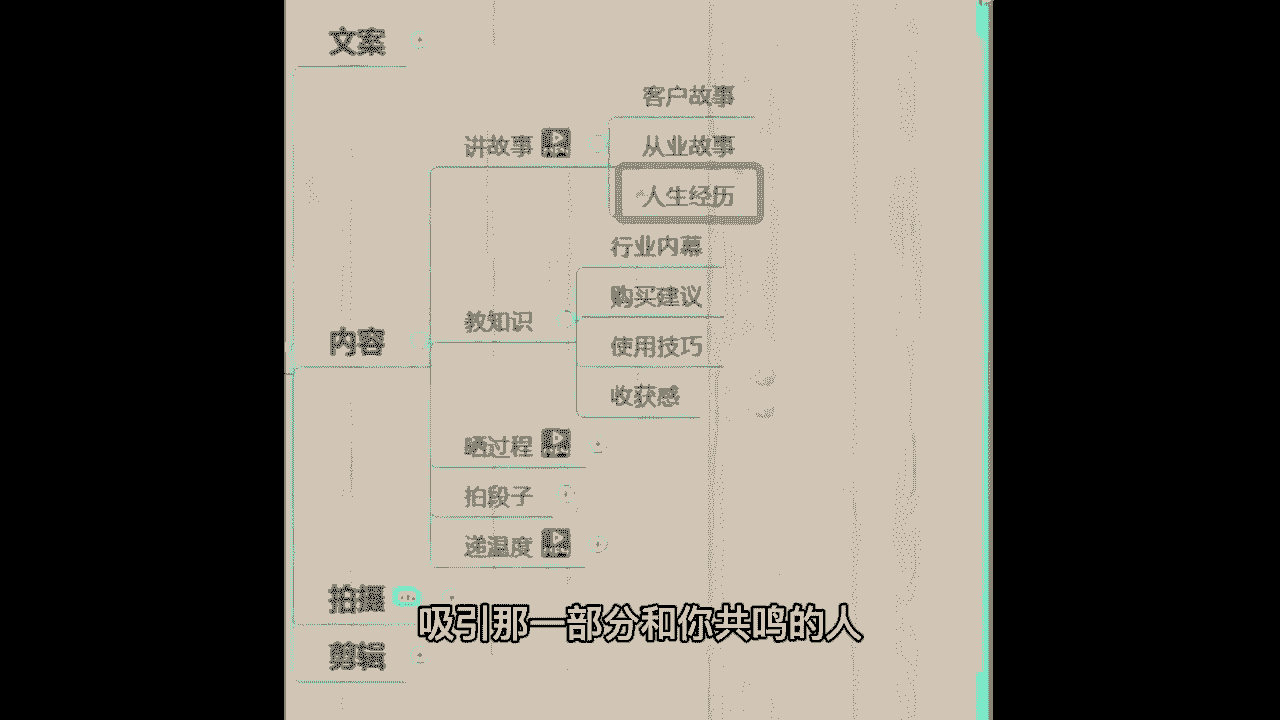 文案
客户故事
讲故事
从业故事
人生经历
行业内幕
购买建议
教知识
内容
使用技巧
收获感
晒过程
拍段子
递温度
拍摄
吸引那一部分和你共鸣的人
剪辑